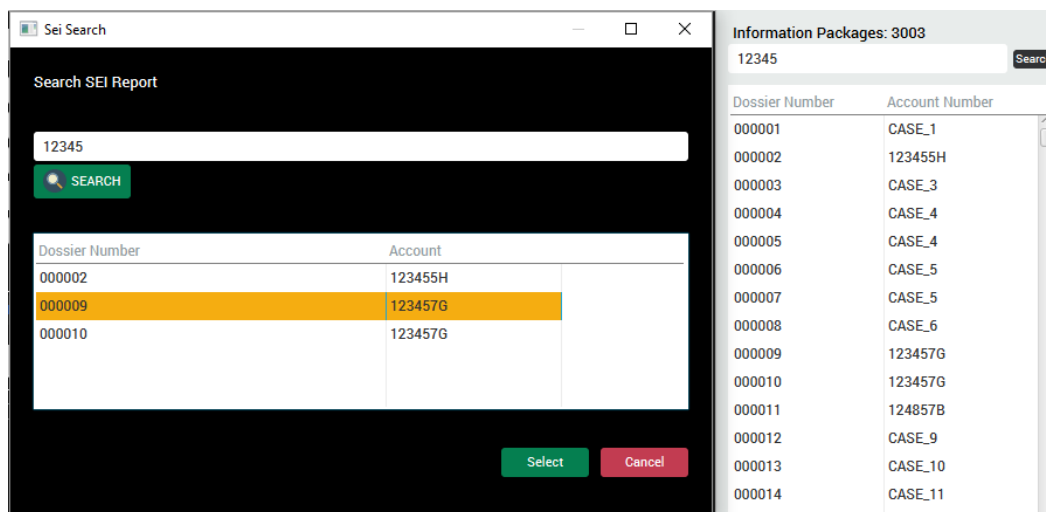 Sei Search
Search SEI Report
12345
SEARCH
Dossier Number Account
000002 123455H
000009 123457G
000010 123457G
Select Cancel
Information Packages: 3003
12345
Searc
Dossier Number Account Number
000001 CASE_1
000002 123455H
000003 CASE_3
000004 CASE_4
000005 CASE_4
000006 CASE_5
000007 CASE_5
000008 CASE_6
000009 123457G
000010 123457G
000011 124857B
000012 CASE_9
000013 CASE_10
000014 CASE_11